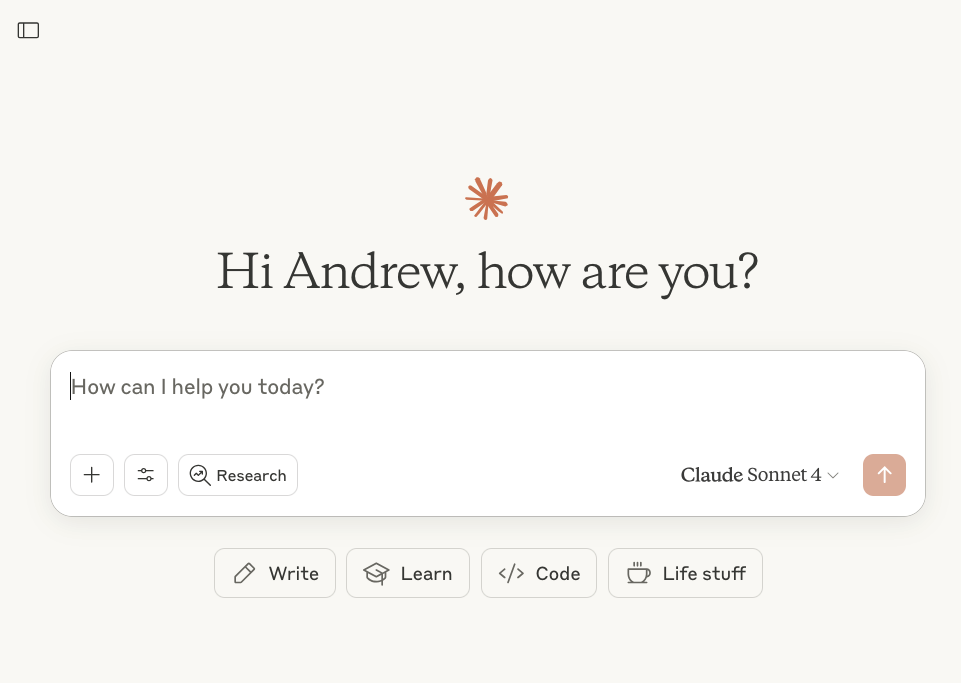 Hi Andrew, how are you?
How can I help you today?
Research
Claude Sonnet 4
Write
Learn
Code
Life stuff